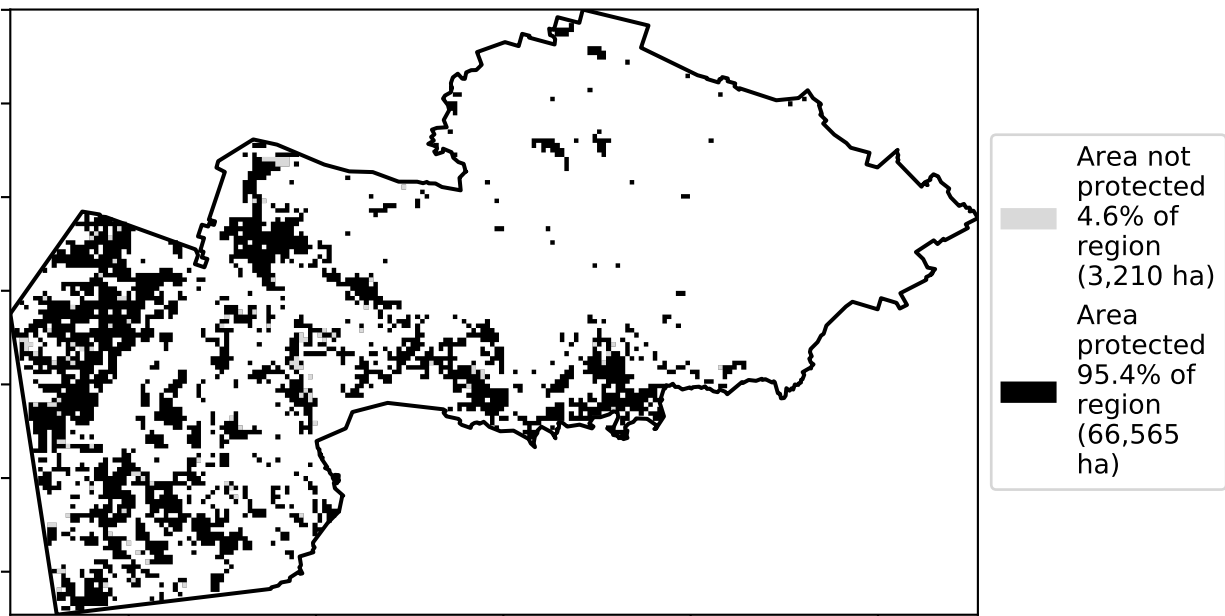 Area not
protected
4.6% of
region
(3,210 ha)
Area
protected
95.4% of
region
(66,565
ha)